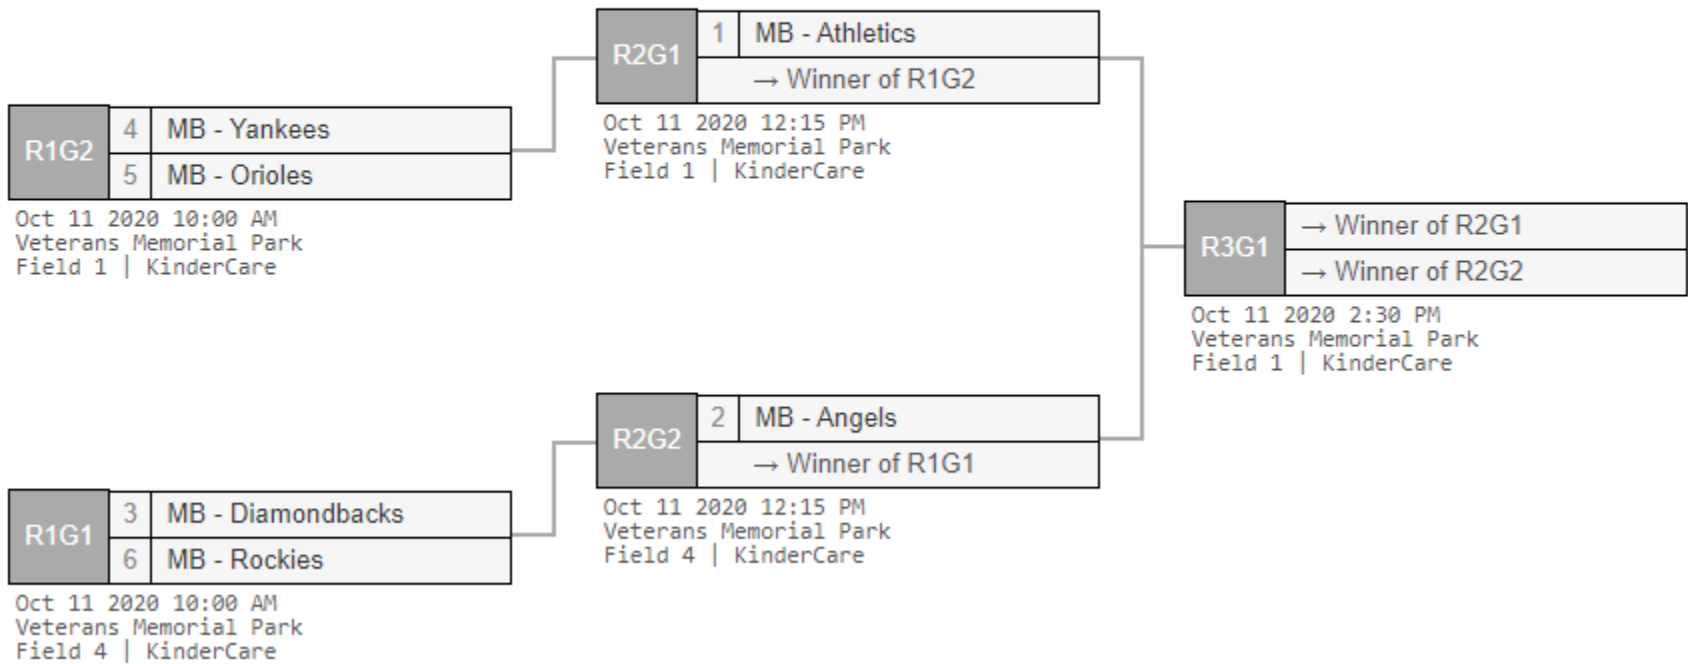 R1G2
4 MB - Yankees
5 MB - Orioles
Oct 11 2020 10:00 AM
Veterans Memorial Park
Field 1 | KinderCare
R1G1
3 MB - Diamondbacks
6 MB - Rockies
Oct 11 2020 10:00 AM
Veterans Memorial Park
Field 4 | KinderCare
R2G1
1 MB - Athletics
→ Winner of R1G2
Oct 11 2020 12:15 PM
Veterans Memorial Park
Field 1 | KinderCare
R2G2
2 MB - Angels
→ Winner of R1G1
Oct 11 2020 12:15 PM
Veterans Memorial Park
Field 4 | KinderCare
R3G1
→ Winner of R2G1
→ Winner of R2G2
Oct 11 2020 2:30 PM
Veterans Memorial Park
Field 1 | KinderCare